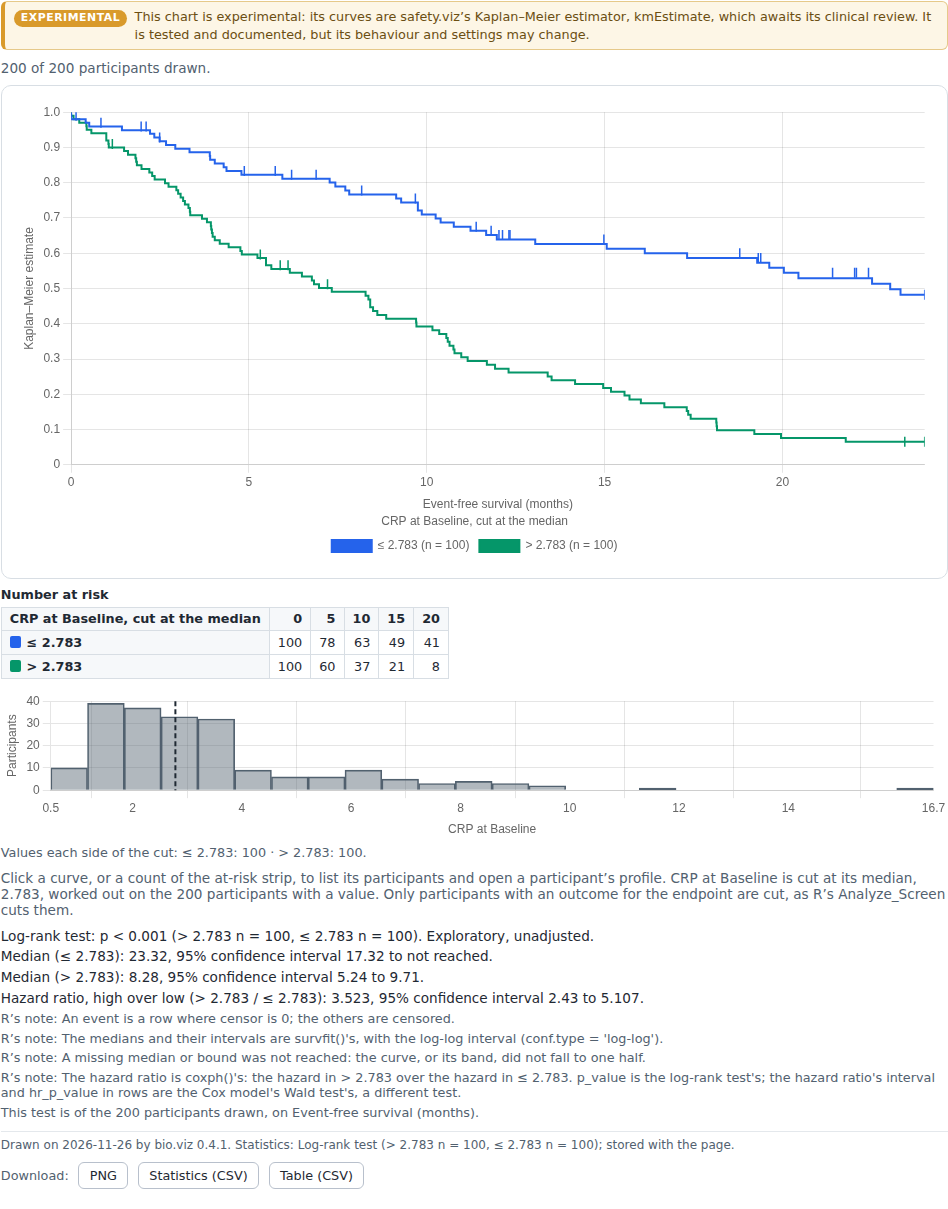 EXPERIMENTAL This chart is experimental: its curves are safety.viz’s Kaplan–Meier estimator, kmEstimate, which awaits its clinical review. It
is tested and documented, but its behaviour and settings may change.
200 of 200 participants drawn.
1.0
0.9
0.8
0.7
0.6
0.5
0.4
0.3
0.2
0.1
0
Kaplan–Meier estimate
0 5 10 15 20
Event-free survival (months)
CRP at Baseline, cut at the median
≤ 2.783 (n = 100) > 2.783 (n = 100)
Number at risk
CRP at Baseline, cut at the median 0 5 10 15 20
≤ 2.783 100 78 63 49 41
> 2.783 100 60 37 21 8
40
30
20
10
0
Participants
0.5 2 4 6 8 10 12 14 16.7
CRP at Baseline
Values each side of the cut: ≤ 2.783: 100 · > 2.783: 100.
Click a curve, or a count of the at-risk strip, to list its participants and open a participant’s profile. CRP at Baseline is cut at its median,
2.783, worked out on the 200 participants with a value. Only participants with an outcome for the endpoint are cut, as R’s Analyze_Screen
cuts them.
Log-rank test: p < 0.001 (> 2.783 n = 100, ≤ 2.783 n = 100). Exploratory, unadjusted.
Median (≤ 2.783): 23.32, 95% confidence interval 17.32 to not reached.
Median (> 2.783): 8.28, 95% confidence interval 5.24 to 9.71.
Hazard ratio, high over low (> 2.783 / ≤ 2.783): 3.523, 95% confidence interval 2.43 to 5.107.
R’s note: An event is a row where censor is 0; the others are censored.
R’s note: The medians and their intervals are survfit()'s, with the log-log interval (conf.type = 'log-log').
R’s note: A missing median or bound was not reached: the curve, or its band, did not fall to one half.
R’s note: The hazard ratio is coxph()'s: the hazard in > 2.783 over the hazard in ≤ 2.783. p_value is the log-rank test's; the hazard ratio's interval
and hr_p_value in rows are the Cox model's Wald test's, a different test.
This test is of the 200 participants drawn, on Event-free survival (months).
Drawn on 2026-11-26 by bio.viz 0.4.1. Statistics: Log-rank test (> 2.783 n = 100, ≤ 2.783 n = 100); stored with the page.
Download: PNG Statistics (CSV) Table (CSV)